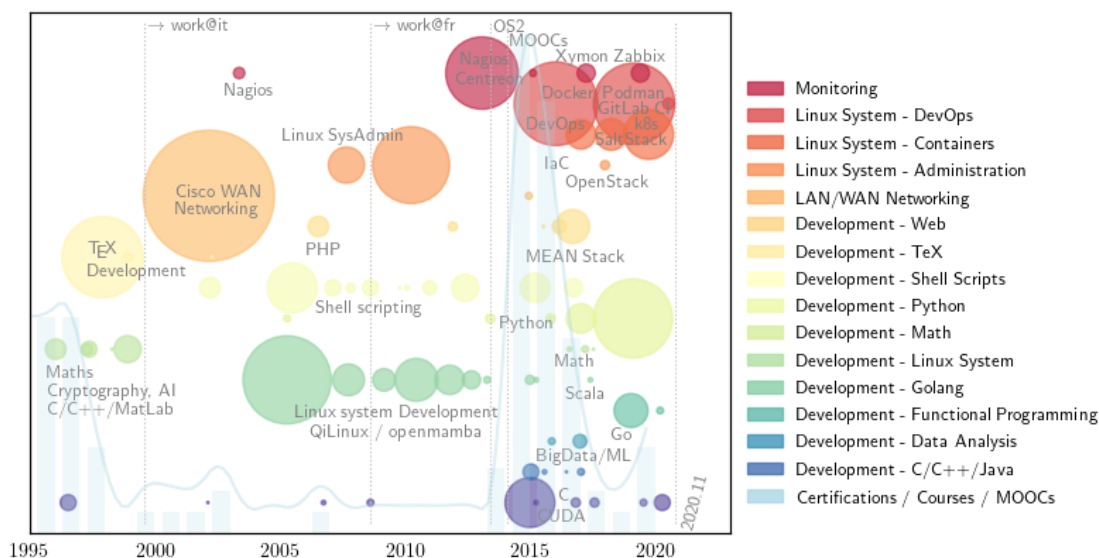 → work@it
→ work@fr
OS2
MOOCs
Nagios
Centreon
Xymon Zabbix
Nagios
Docker
Podman
GitLab CI
DevOps
k8s
SaltStack
Linux SysAdmin
IaC
OpenStack
Cisco WAN
Networking
TEX
Development
PHP
MEAN Stack
Shell scripting
Python
Maths
Cryptography, AI
C/C++/MatLab
Math
Scala
Linux system Development
QiLinux / openmamba
Go
BigData/ML
C
CUDA
2020.11
1995
2000
2005
2010
2015
2020
Monitoring
Linux System - DevOps
Linux System - Containers
Linux System - Administration
LAN/WAN Networking
Development - Web
Development - TeX
Development - Shell Scripts
Development - Python
Development - Math
Development - Linux System
Development - Golang
Development - Functional Programming
Development - Data Analysis
Development - C/C++/Java
Certifications / Courses / MOOCs